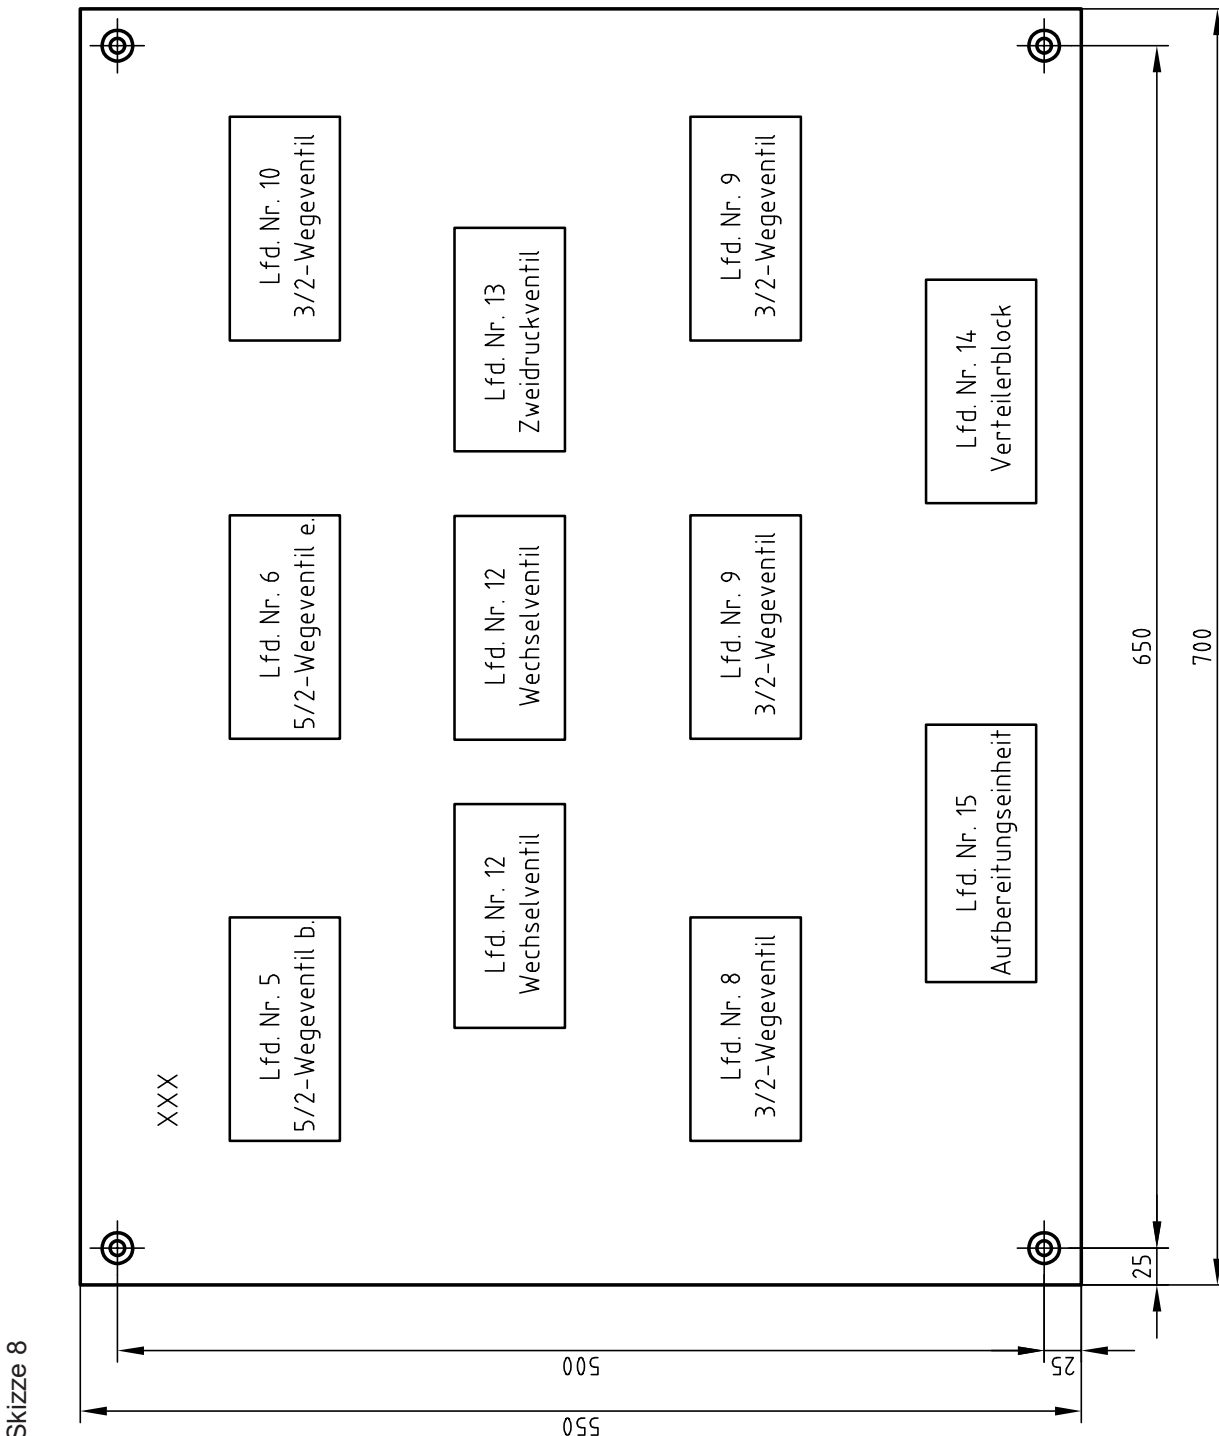 Skizze 8
XXX
Lfd. Nr. 5
5/2-Wegeventil b.
Lfd. Nr. 6
5/2-Wegeventil e.
Lfd. Nr. 10
3/2-Wegeventil
Lfd. Nr. 12
Wechselventil
Lfd. Nr. 12
Wechselventil
Lfd. Nr. 13
Zweidruckventil
Lfd. Nr. 8
3/2-Wegeventil
Lfd. Nr. 9
3/2-Wegeventil
Lfd. Nr. 9
3/2-Wegeventil
Lfd. Nr. 15
Aufbereitungseinheit
Lfd. Nr. 14
Verteilerblock
550
500
25
25
650
700